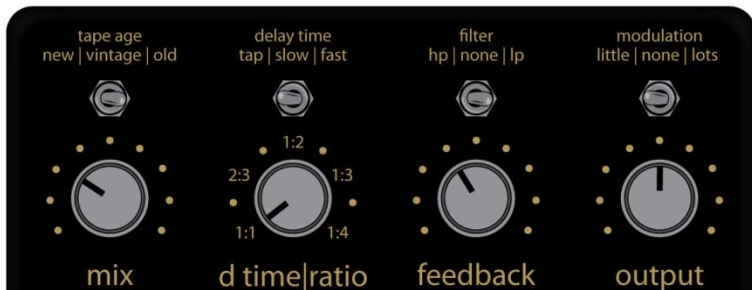 tape age
new | vintage | old
delay time
tap | slow | fast
filter
hp | none | lp
modulation
little | none | lots
1:2
2:3
1:3
1:1
1:4
mix
d time|ratio
feedback
output